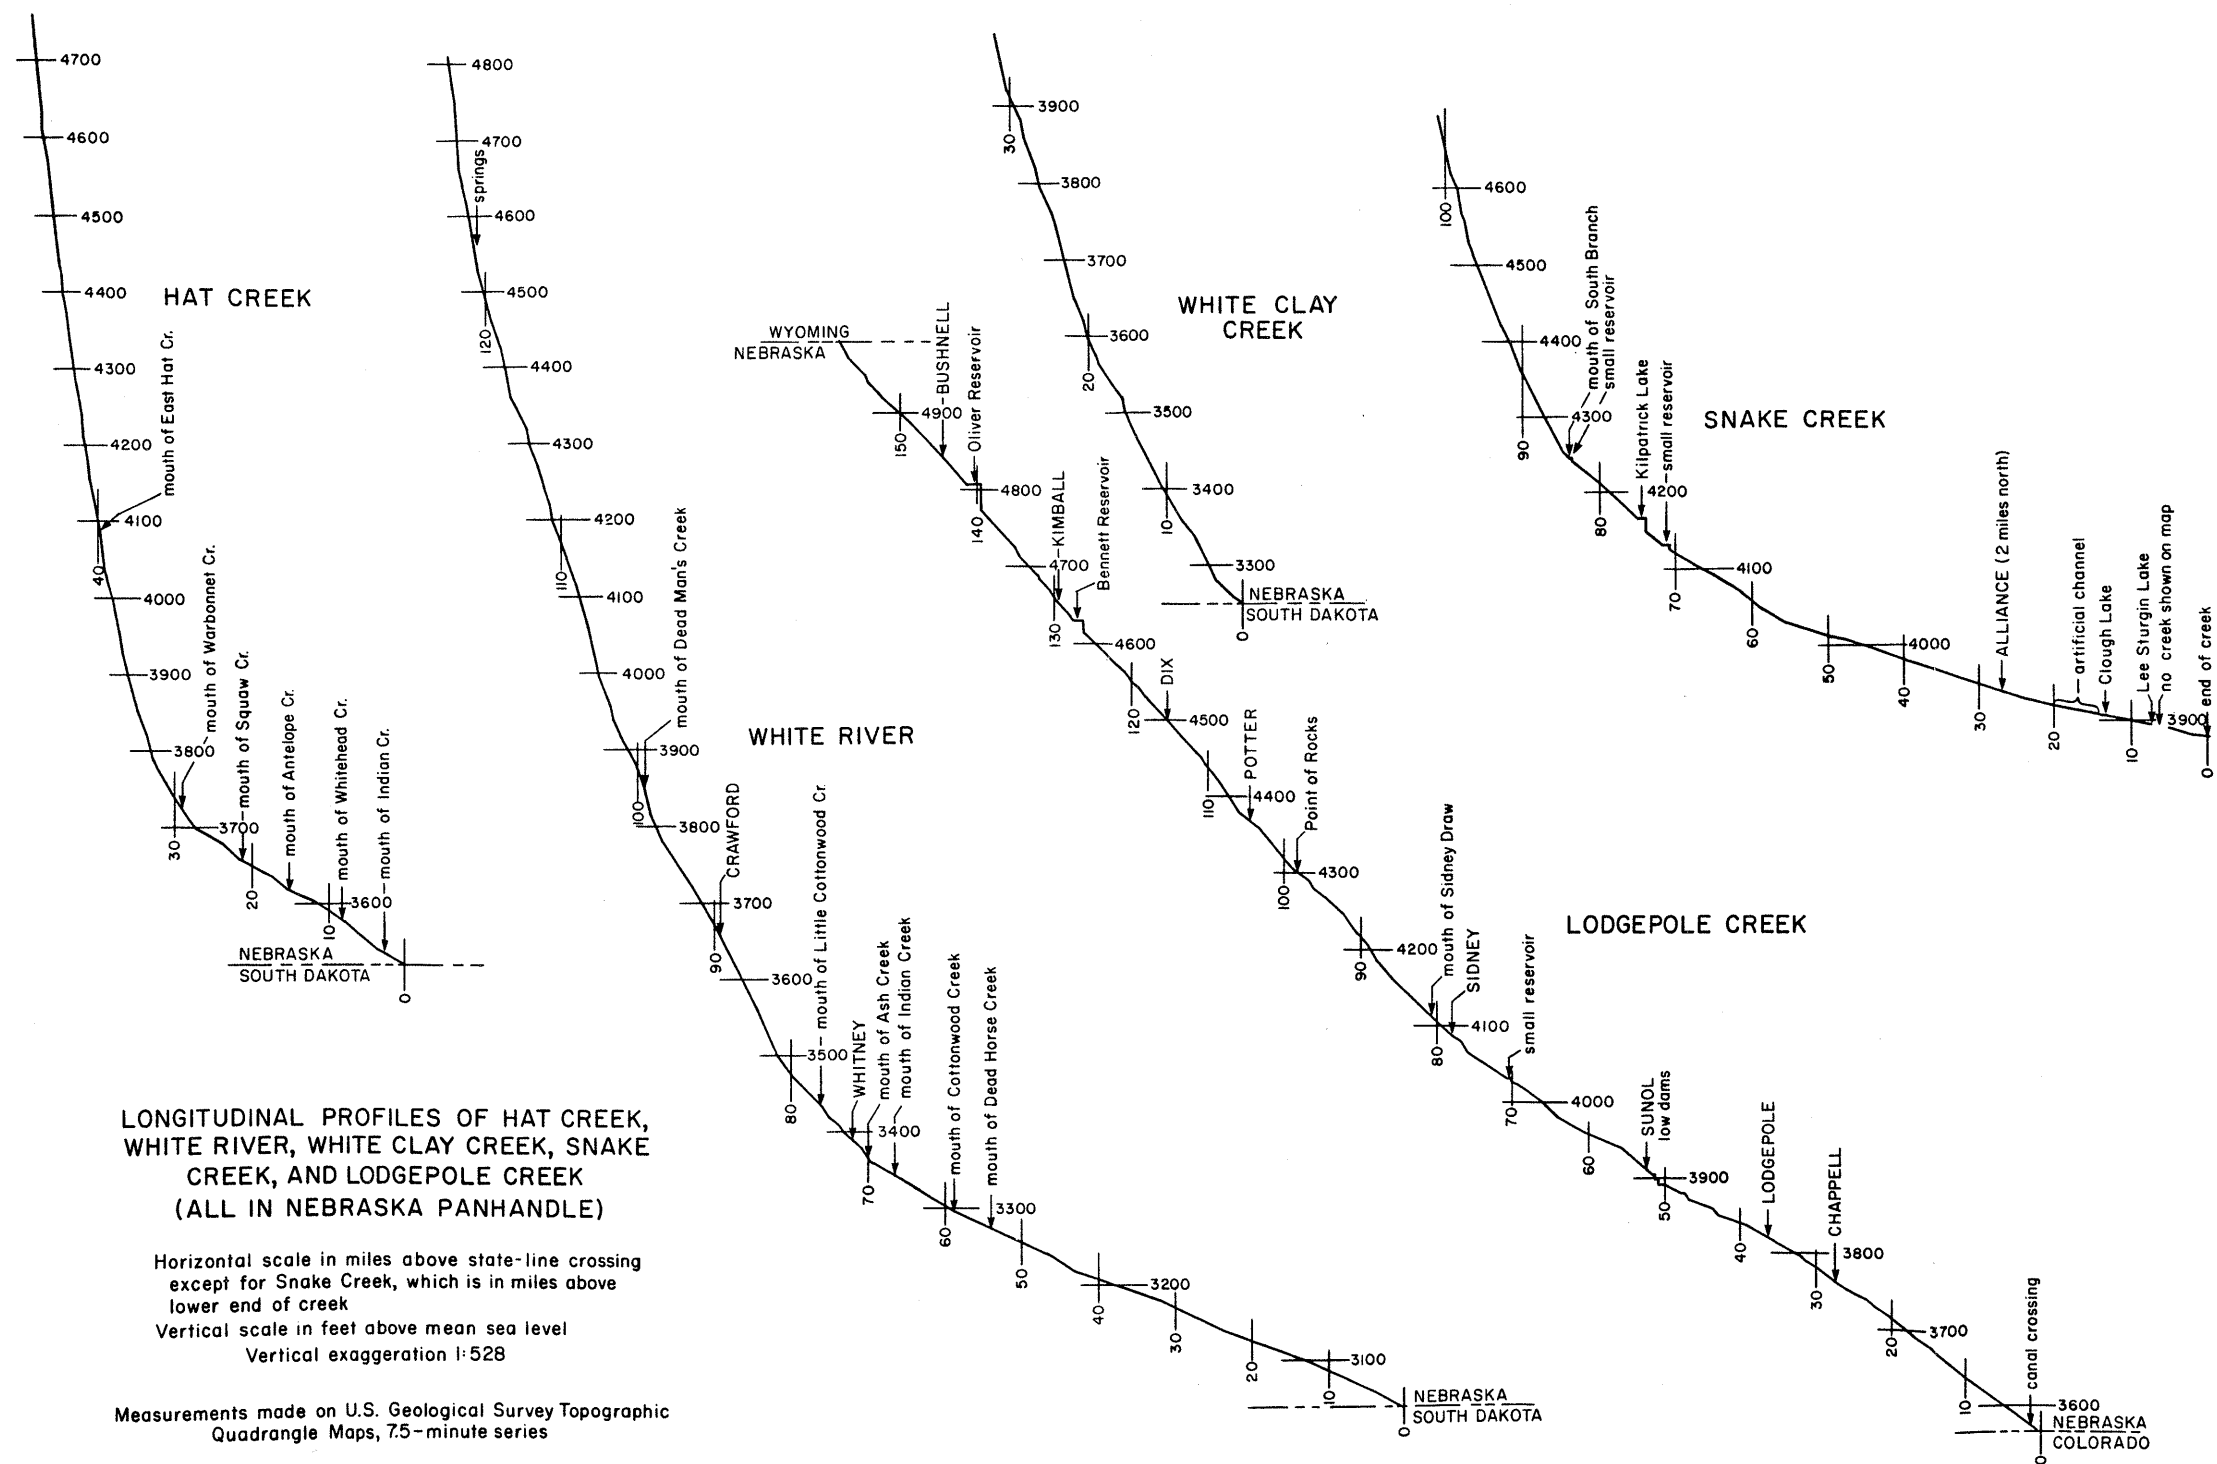 HAT CREEK
4700
4600
4500
4400
4300
4200
4100
4000
3900
3800
3700
3600
40
30
20
10
0
mouth of East Hat Cr.
mouth of Warbonnet Cr.
mouth of Squaw Cr.
mouth of Antelope Cr.
mouth of Whitehead Cr.
mouth of Indian Cr.
NEBRASKA
SOUTH DAKOTA
WHITE RIVER
4800
4700
4600
4500
4400
4300
4200
4100
4000
3900
3800
3700
3600
3500
3400
3300
3200
3100
120
110
100
90
80
70
60
50
40
30
20
10
0
springs
mouth of Dead Man's Creek
CRAWFORD
mouth of Little Cottonwood Cr.
WHITNEY
mouth of Ash Creek
mouth of Indian Creek
mouth of Cottonwood Creek
mouth of Dead Horse Creek
NEBRASKA
SOUTH DAKOTA
WHITE CLAY
CREEK
3900
3800
3700
3600
3500
3400
3300
30
20
10
0
NEBRASKA
SOUTH DAKOTA
SNAKE CREEK
4600
4500
4400
4300
4200
4100
4000
3900
100
90
80
70
60
50
40
30
20
10
0
mouth of South Branch
small reservoir
Kilpatrick Lake
small reservoir
ALLIANCE (2 miles north)
artificial channel
Clough Lake
Lee Sturgin Lake
no creek shown on map
end of creek
LODGEPOLE CREEK
WYOMING
NEBRASKA
4900
4800
4700
4600
4500
4400
4300
4200
4100
4000
3900
3800
3700
3600
150
140
130
120
110
100
90
80
70
60
50
40
30
20
10
0
BUSHNELL
Oliver Reservoir
KIMBALL
Bennett Reservoir
DIX
POTTER
Point of Rocks
mouth of Sidney Draw
SIDNEY
small reservoir
SUNOL
low dams
LODGEPOLE
CHAPPELL
canal crossing
NEBRASKA
COLORADO
LONGITUDINAL PROFILES OF HAT CREEK,
WHITE RIVER, WHITE CLAY CREEK, SNAKE
CREEK, AND LODGEPOLE CREEK
(ALL IN NEBRASKA PANHANDLE)
Horizontal scale in miles above state-line crossing
except for Snake Creek, which is in miles above
lower end of creek
Vertical scale in feet above mean sea level
Vertical exaggeration 1:528
Measurements made on U.S. Geological Survey Topographic
Quadrangle Maps, 7.5-minute series